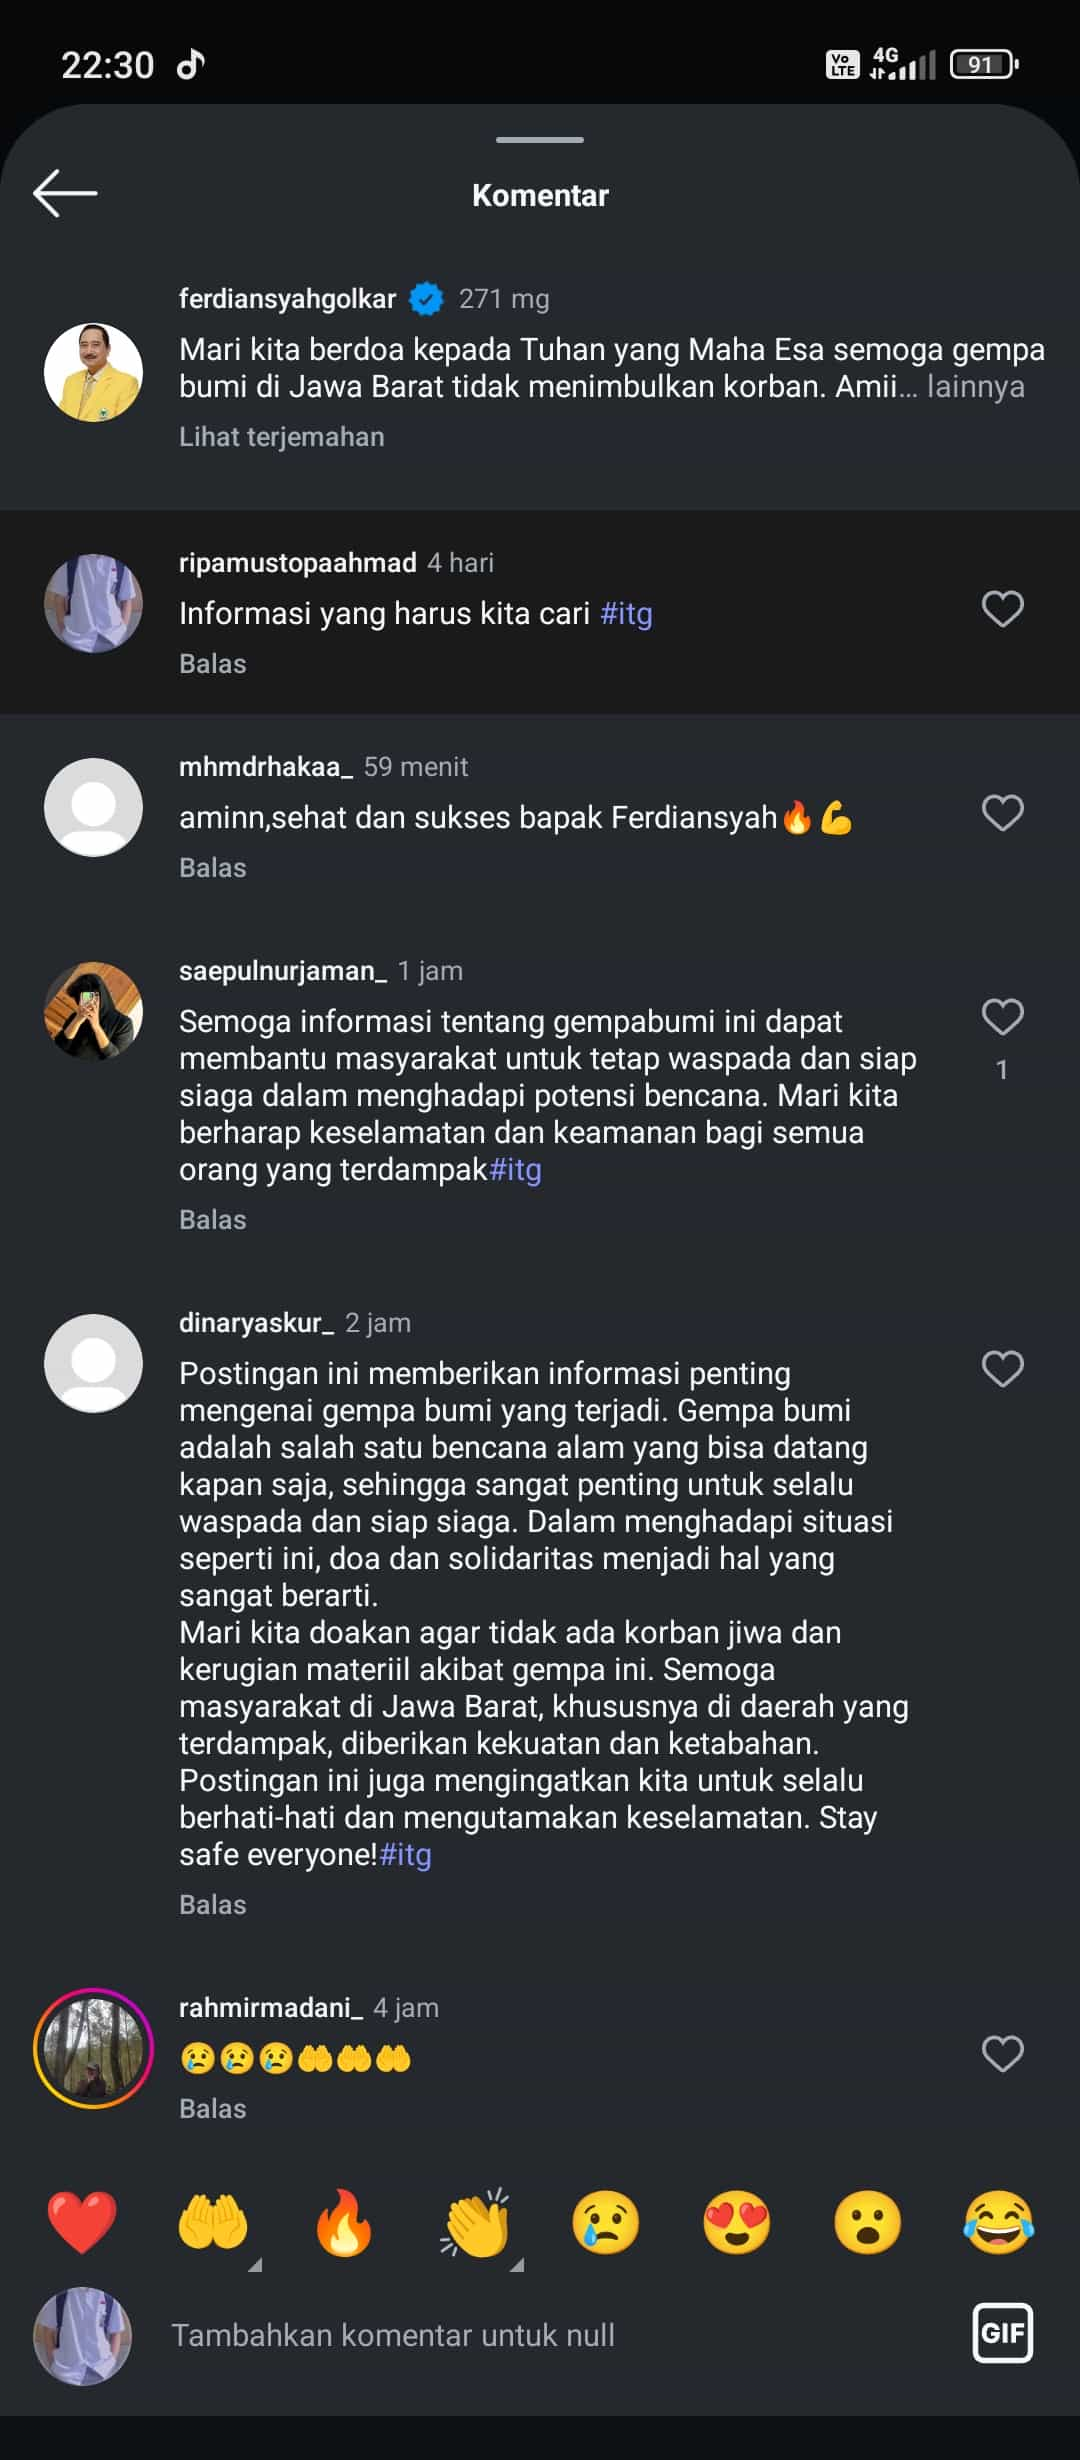 22:30
Vo LTE 4G 91
Komentar
ferdiansyahgolkar 271 mg
Mari kita berdoa kepada Tuhan yang Maha Esa semoga gempa
bumi di Jawa Barat tidak menimbulkan korban. Amii... lainnya
Lihat terjemahan
ripamustopaahmad 4 hari
Informasi yang harus kita cari #itg
Balas
mhmdrhakaa_ 59 menit
aminn,sehat dan sukses bapak Ferdiansyah🔥💪
Balas
saepulnurjaman_ 1 jam
Semoga informasi tentang gempabumi ini dapat
membantu masyarakat untuk tetap waspada dan siap
siaga dalam menghadapi potensi bencana. Mari kita
berharap keselamatan dan keamanan bagi semua
orang yang terdampak#itg
1
Balas
dinaryaskur_ 2 jam
Postingan ini memberikan informasi penting
mengenai gempa bumi yang terjadi. Gempa bumi
adalah salah satu bencana alam yang bisa datang
kapan saja, sehingga sangat penting untuk selalu
waspada dan siap siaga. Dalam menghadapi situasi
seperti ini, doa dan solidaritas menjadi hal yang
sangat berarti.
Mari kita doakan agar tidak ada korban jiwa dan
kerugian materiil akibat gempa ini. Semoga
masyarakat di Jawa Barat, khususnya di daerah yang
terdampak, diberikan kekuatan dan ketabahan.
Postingan ini juga mengingatkan kita untuk selalu
berhati-hati dan mengutamakan keselamatan. Stay
safe everyone!#itg
Balas
rahmirmadani_ 4 jam
😢😢😢🤲🤲🤲
Balas
❤️🤲🔥👏😢😍😮😂
Tambahkan komentar untuk null
GIF